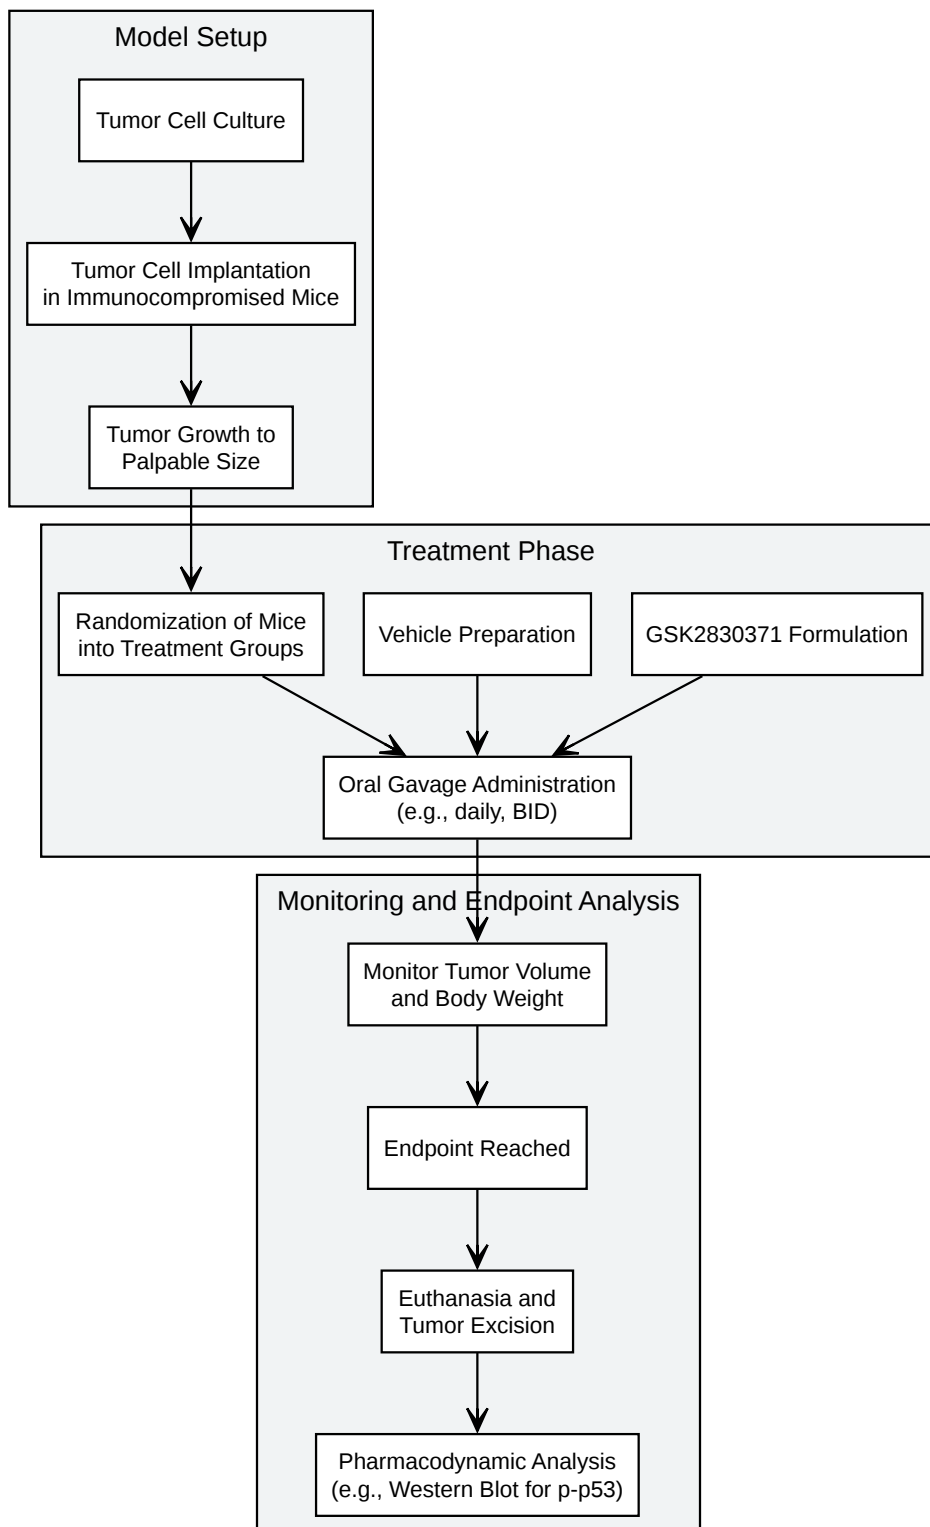 Model Setup
Tumor Cell Culture
Tumor Cell Implantation
in Immunocompromised Mice
Tumor Growth to
Palpable Size
Treatment Phase
Randomization of Mice
into Treatment Groups
Vehicle Preparation
GSK2830371 Formulation
Oral Gavage Administration
(e.g., daily, BID)
Monitoring and Endpoint Analysis
Monitor Tumor Volume
and Body Weight
Endpoint Reached
Euthanasia and
Tumor Excision
Pharmacodynamic Analysis
(e.g., Western Blot for p-p53)